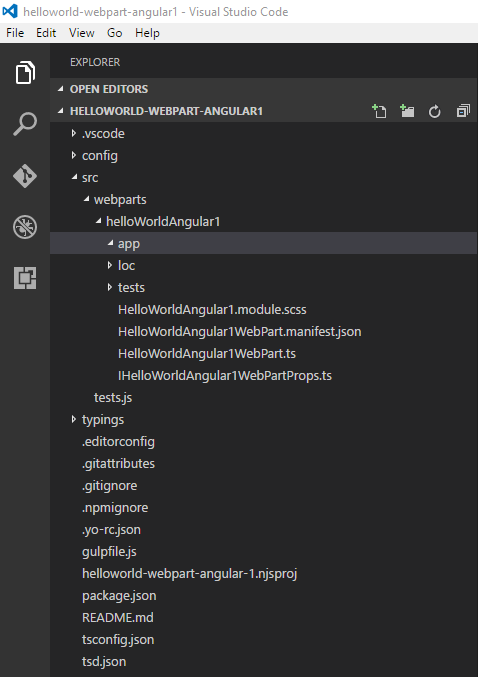 helloworld-webpart-angular1 - Visual Studio Code
File Edit View Go Help
EXPLORER
OPEN EDITORS
HELLOWORLD-WEBPART-ANGULAR1
.vscode
config
src
webparts
helloWorldAngular1
app
loc
tests
HelloWorldAngular1.module.scss
HelloWorldAngular1WebPart.manifest.json
HelloWorldAngular1WebPart.ts
IHelloWorldAngular1WebPartProps.ts
tests.js
typings
.editorconfig
.gitattributes
.gitignore
.npmignore
.yo-rc.json
gulpfile.js
helloworld-webpart-angular-1.njsproj
package.json
README.md
tsconfig.json
tsd.json